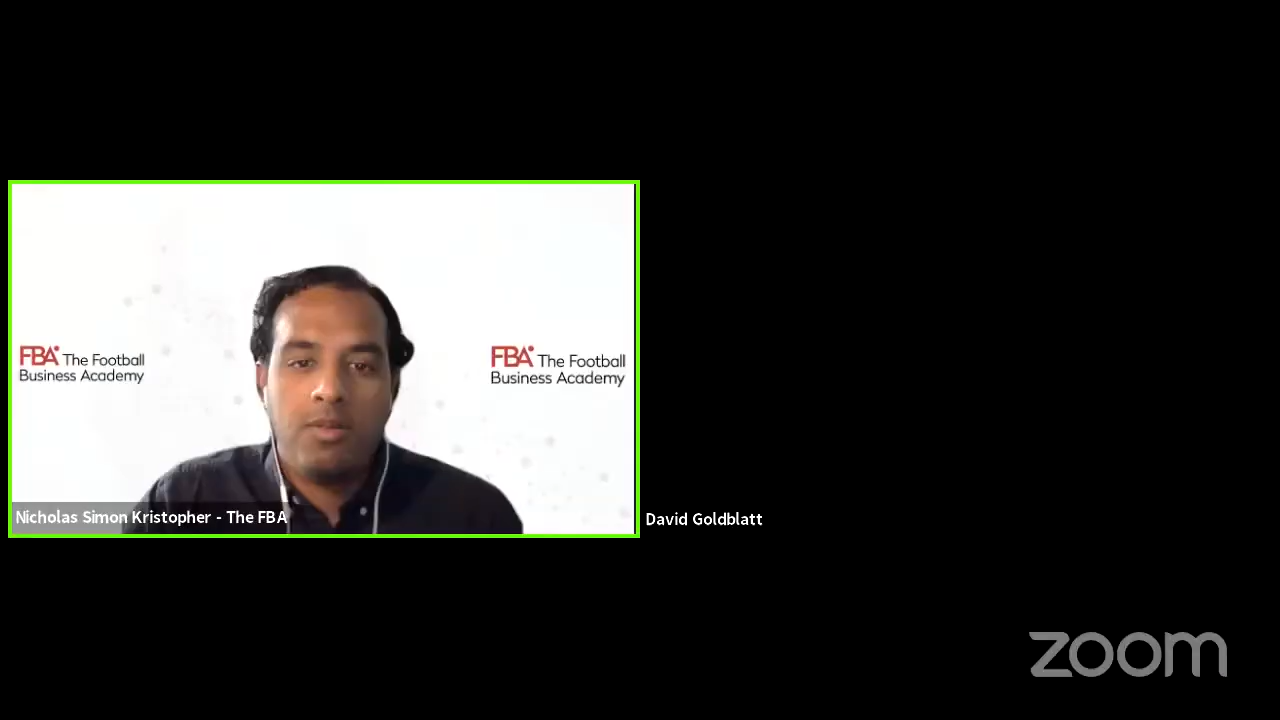 FBA The Football
Business Academy
FBA The Football
Business Academy
Nicholas Simon Kristopher - The FBA
David Goldblatt
zoom